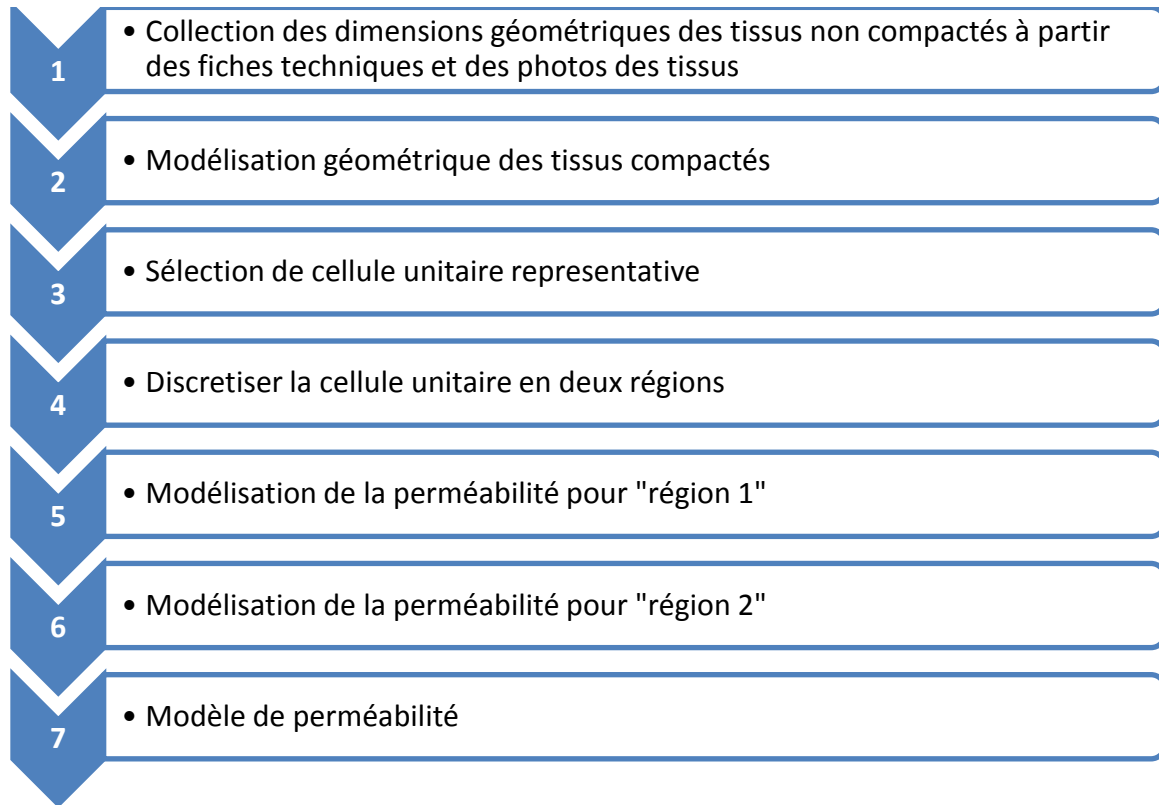 1
• Collection des dimensions géométriques des tissus non compactés à partir
des fiches techniques et des photos des tissus
2
• Modélisation géométrique des tissus compactés
3
• Sélection de cellule unitaire representative
4
• Discretiser la cellule unitaire en deux régions
5
• Modélisation de la perméabilité pour "région 1"
6
• Modélisation de la perméabilité pour "région 2"
7
• Modèle de perméabilité